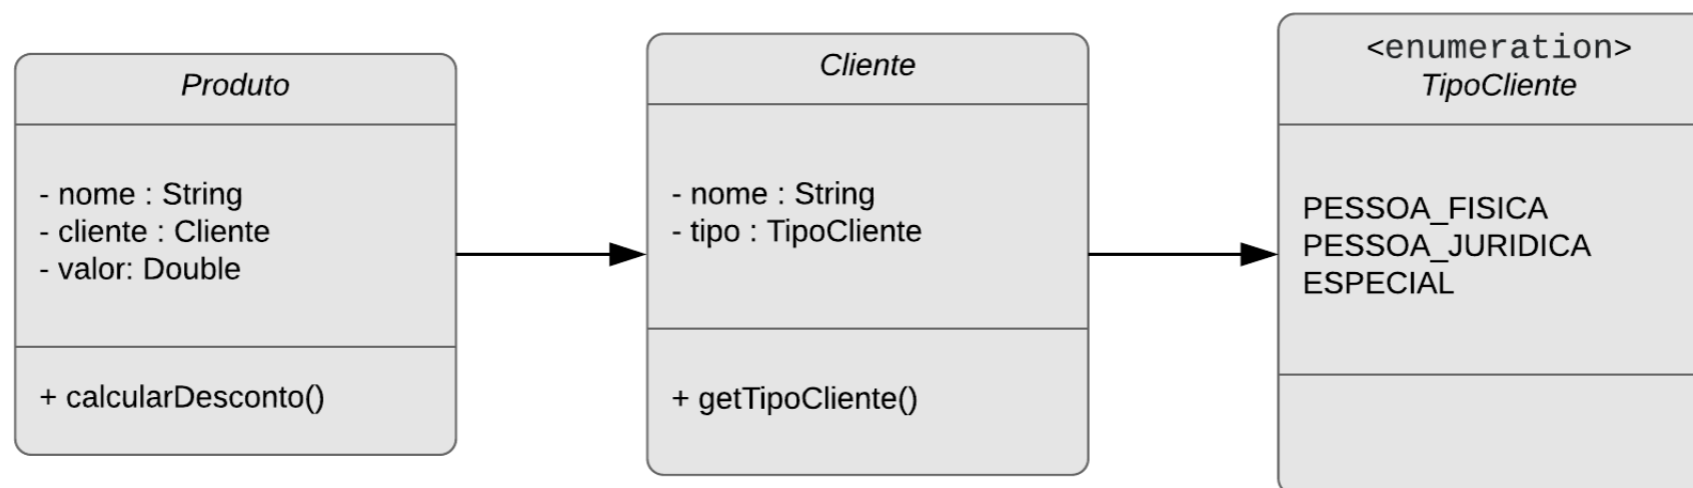 Produto
- nome : String
- cliente : Cliente
- valor: Double
+ calcularDesconto()
Cliente
- nome : String
- tipo : TipoCliente
+ getTipoCliente()
<enumeration>
TipoCliente
PESSOA_FISICA
PESSOA_JURIDICA
ESPECIAL